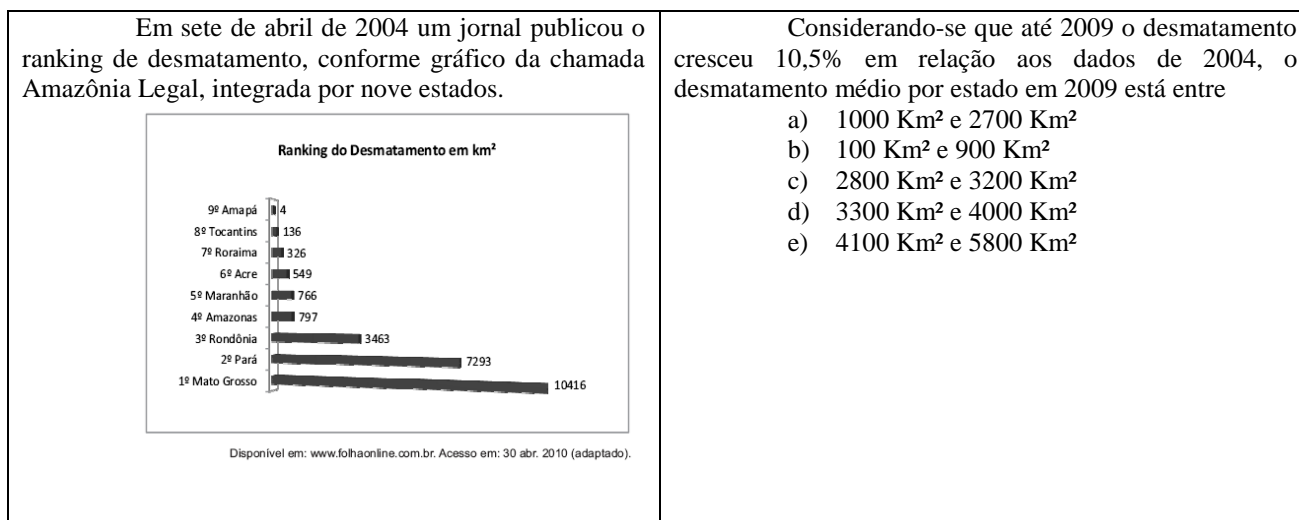 Em sete de abril de 2004 um jornal publicou o
ranking de desmatamento, conforme gráfico da chamada
Amazônia Legal, integrada por nove estados.
Ranking do Desmatamento em km²
9º Amapá 4
8º Tocantins 136
7º Roraima 326
6º Acre 549
5º Maranhão 766
4º Amazonas 797
3º Rondônia 3463
2º Pará 7293
1º Mato Grosso 10416
Disponível em: www.folhaonline.com.br. Acesso em: 30 abr. 2010 (adaptado).
Considerando-se que até 2009 o desmatamento
cresceu 10,5% em relação aos dados de 2004, o
desmatamento médio por estado em 2009 está entre
a) 1000 Km² e 2700 Km²
b) 100 Km² e 900 Km²
c) 2800 Km² e 3200 Km²
d) 3300 Km² e 4000 Km²
e) 4100 Km² e 5800 Km²